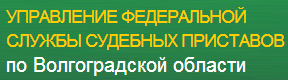 УПРАВЛЕНИЕ ФЕДЕРАЛЬНОЙ
СЛУЖБЫ СУДЕБНЫХ ПРИСТАВОВ
по Волгоградской области